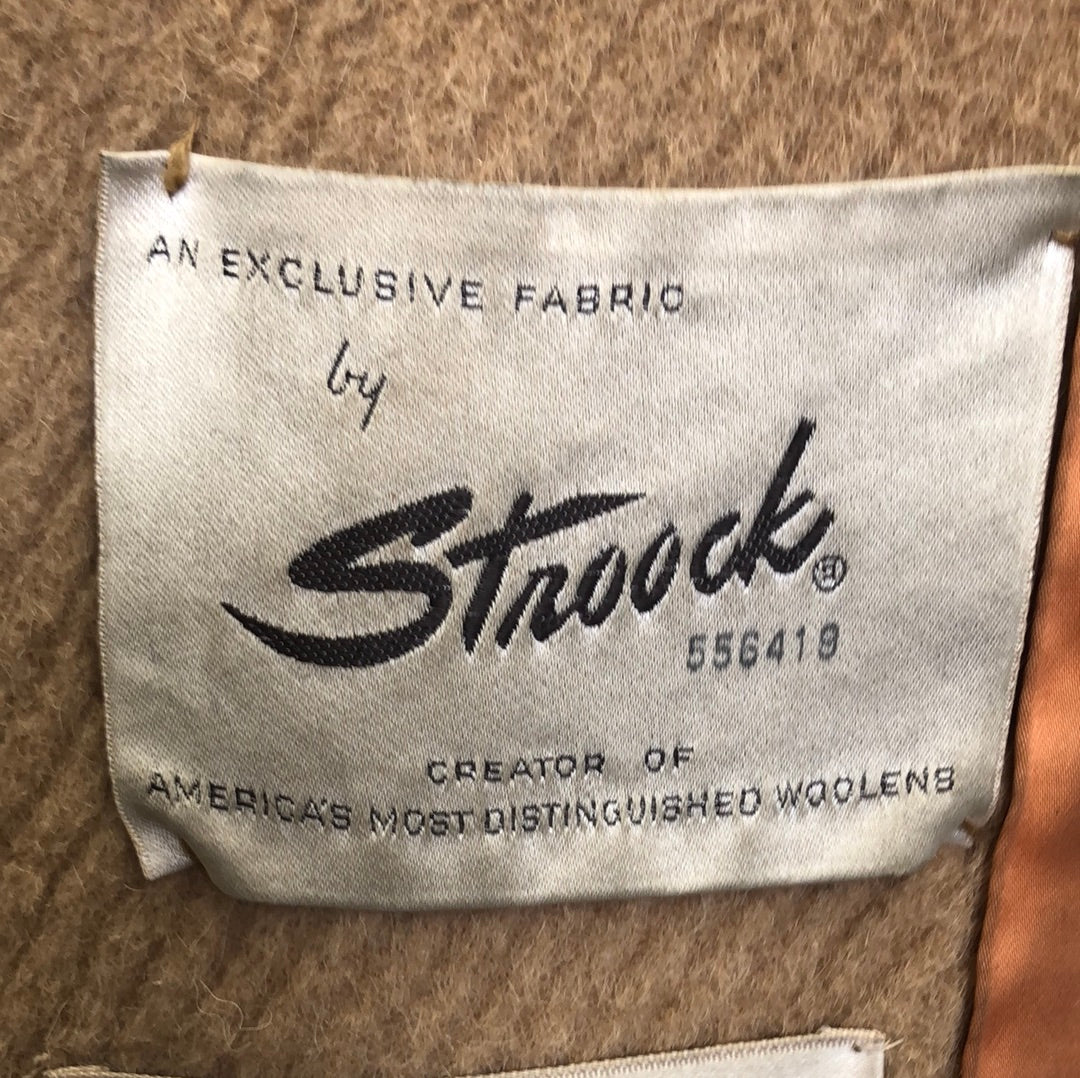 AN EXCLUSIVE FABRIC
by
Stroock®
556419
CREATOR OF
AMERICA'S MOST DISTINGUISHED WOOLENS